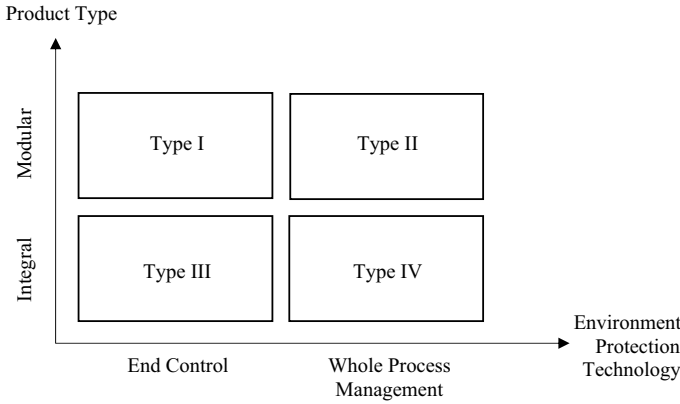 Product Type
Modular
Type I
Type II
Integral
Type III
Type IV
Environment
Protection
Technology
End Control
Whole Process
Management